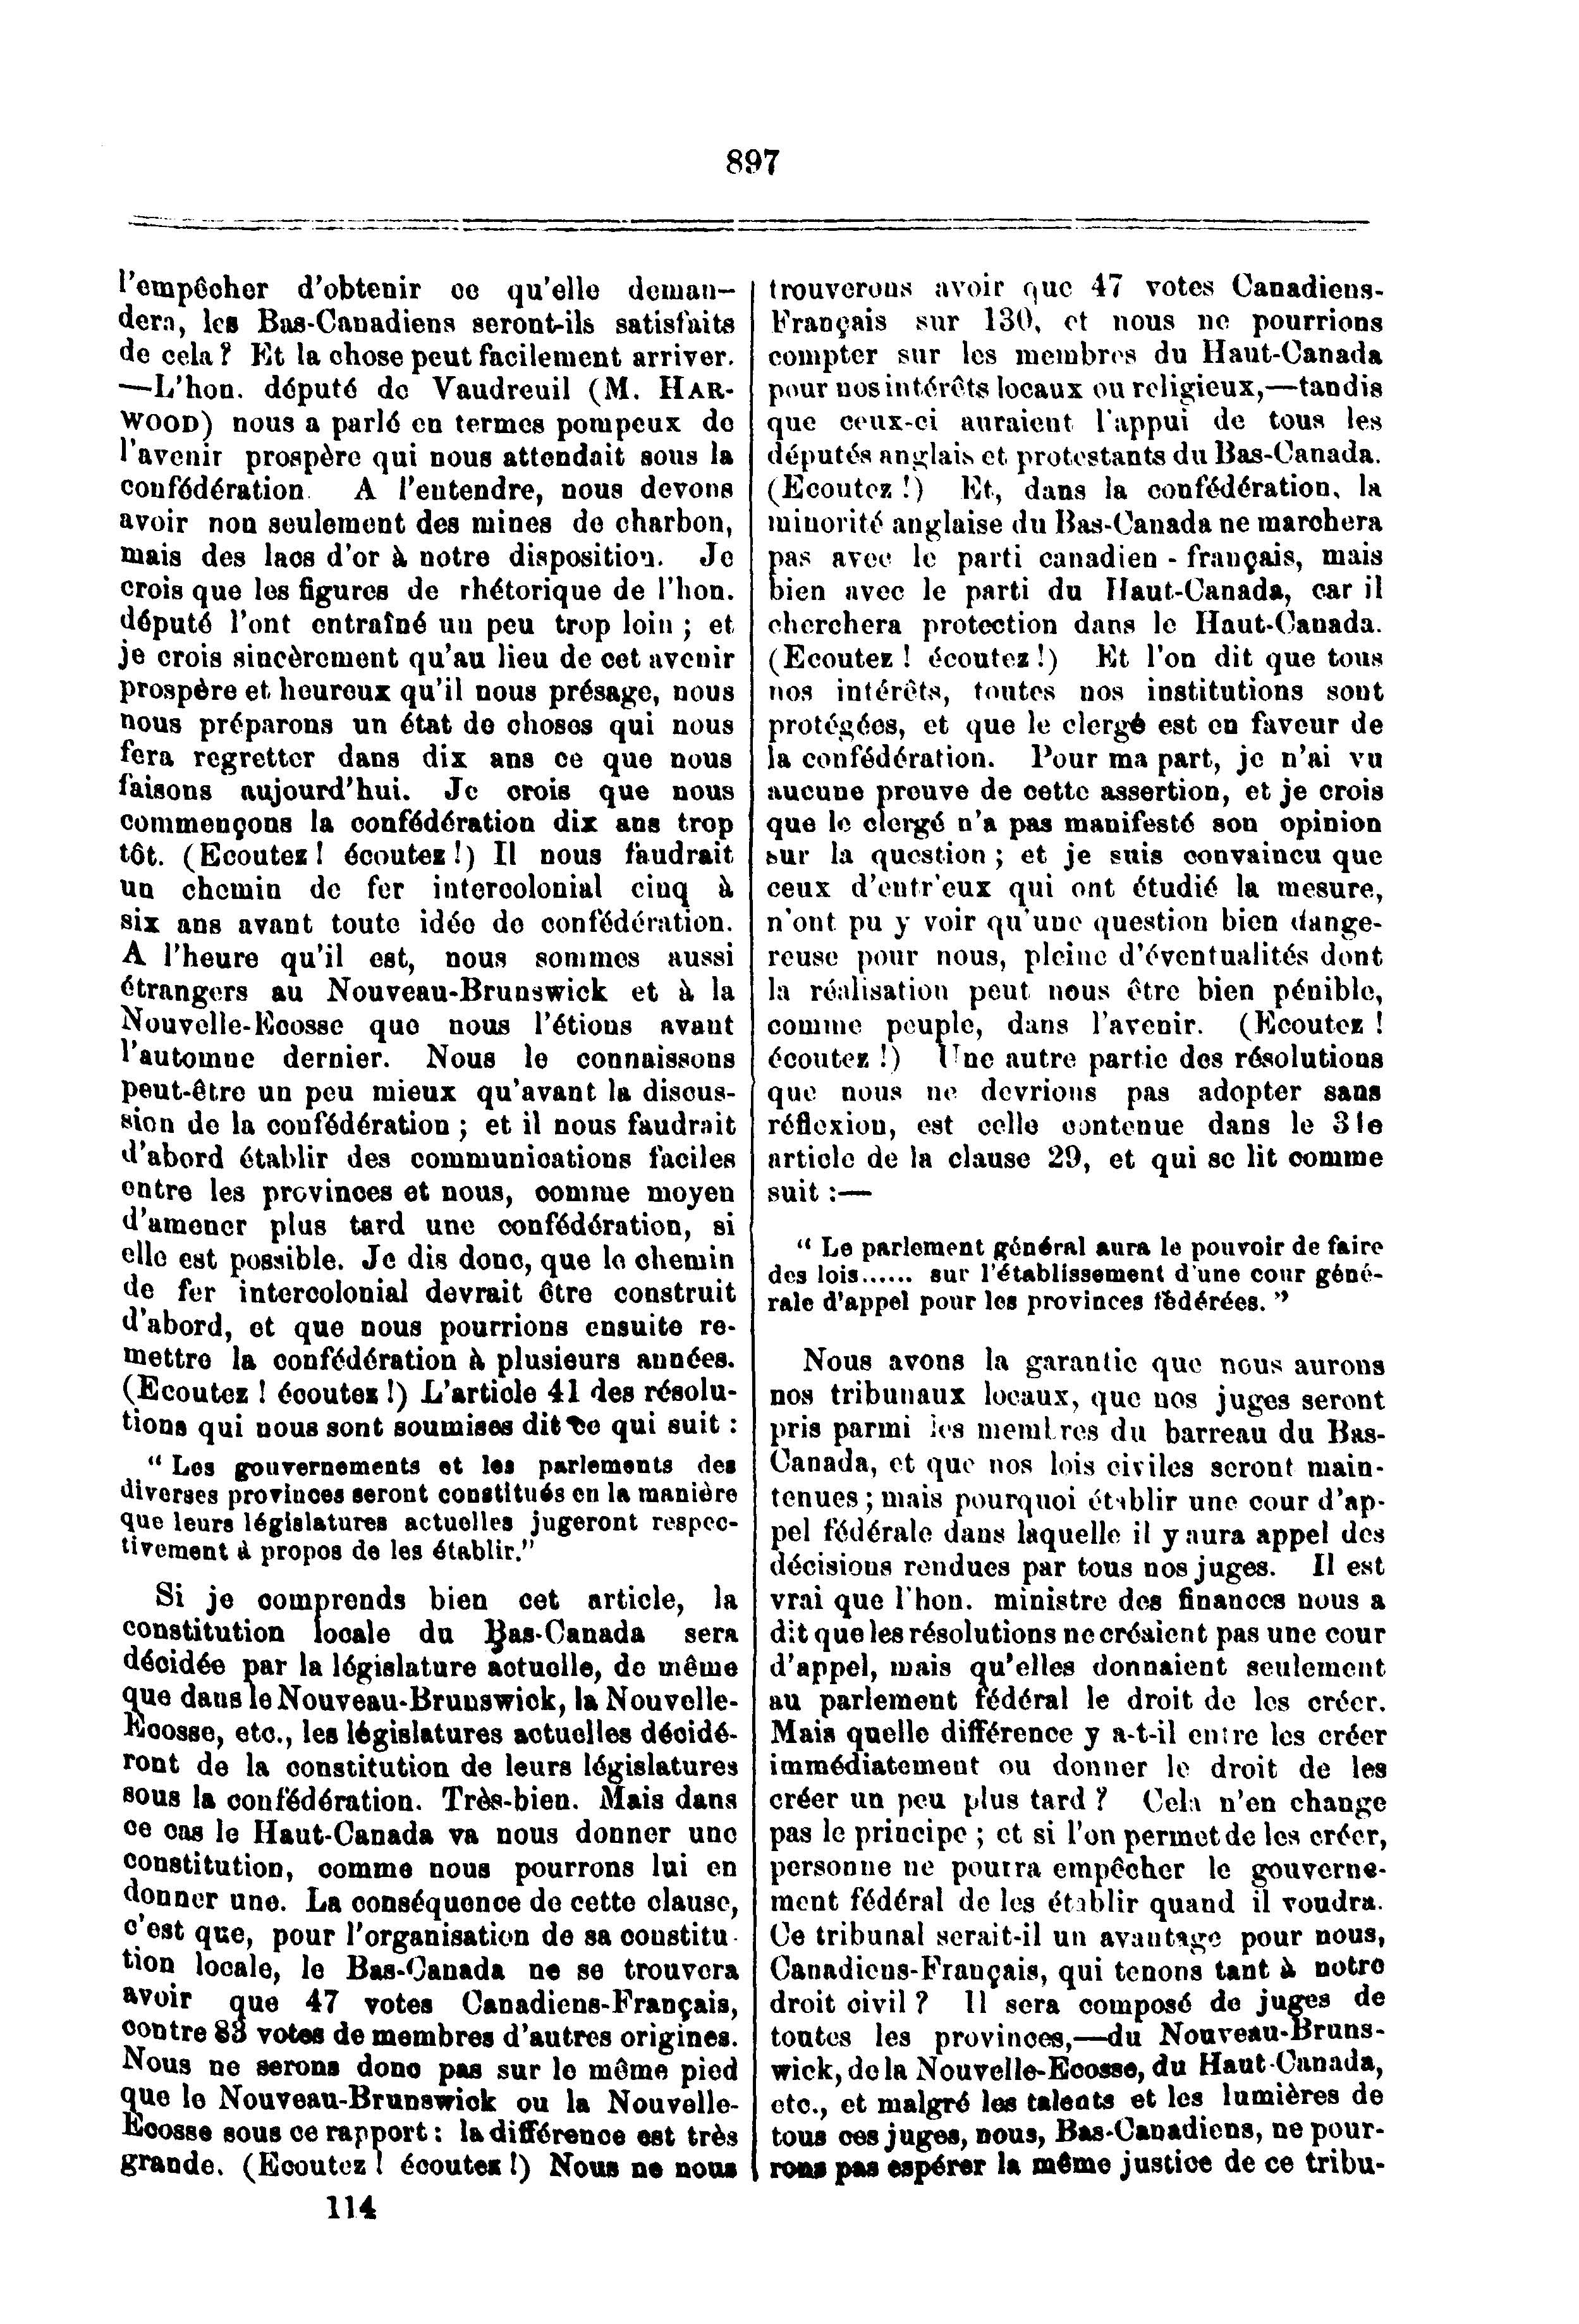 897
l'empêcher d'obtenir ce qu'elle deman-
dera, les Bas-Canadiens seront-ils satisfaits
de cela? Et la chose peut facilement arriver.
—L'hon. député de Vaudreuil (M. HAR-
WOOD) nous a parlé en termes pompeux de
l'avenir prospère qui nous attendait sous la
confédération. A l'entendre, nous devons
avoir non seulement des mines de charbon,
mais des lacs d'or à notre disposition. Je
crois que les figures de rhétorique de l'hon.
député l'ont entraîné un peu trop loin ; et
je crois sincèrement qu'au lieu de cet avenir
prospère et heureux qu'il nous présage, nous
nous préparons un état de choses qui nous
fera regretter dans dix ans ce que nous
faisons aujourd'hui. Je crois que nous
commençons la confédération dix ans trop
tôt. (Ecoutez ! écoutez !) Il nous faudrait
un chemin de fer intercolonial cinq à
six ans avant toute idée de confédération.
A l'heure qu'il est, nous sommes aussi
étrangers au Nouveau-Brunswick et à la
Nouvelle-Ecosse que nous l'étions avant
l'automne dernier. Nous le connaissons
peut-être un peu mieux qu'avant la discus-
sion de la confédération ; et il nous faudrait
d'abord établir des communications faciles
entre les provinces et nous, comme moyen
d'amener plus tard une confédération, si
elle est possible. Je dis donc, que le chemin
de fer intercolonial devrait être construit
d'abord, et que nous pourrions ensuite re-
mettre la confédération à plusieurs années.
(Ecoutez ! écoutez !) L'article 41 des résolu-
tions qui nous sont soumises dit ce qui suit :
" Les gouvernements et les parlements des
diverses provinces seront constitués en la manière
que leurs législatures actuelles jugeront respec-
tivement à propos de les établir."
Si je comprends bien cet article, la
constitution locale du Bas-Canada sera
décidée par la législature actuelle, de même
que dans le Nouveau-Brunswick, la Nouvelle-
Ecosse, etc., les législatures actuelles décidé-
ront de la constitution de leurs législatures
sous la confédération. Très-bien. Mais dans
ce cas le Haut-Canada va nous donner une
constitution, comme nous pourrons lui en
donner une. La conséquence de cette clause,
c'est que, pour l'organisation de sa constitu-
tion locale, le Bas-Canada ne se trouvera
avoir que 47 votes Canadiens-Français,
contre 83 votes de membres d'autres origines.
Nous ne serons donc pas sur le même pied
que le Nouveau-Brunswick ou la Nouvelle-
Ecosse sous ce rapport : la différence est très
grande. (Ecoutez ! écoutez !) Nous ne nous
114
trouverons avoir que 47 votes Canadiens-
Français sur 130, et nous ne pourrions
compter sur les membres du Haut-Canada
pour nos intérêts locaux ou religieux,—tandis
que ceux-ci auraient l'appui de tous les
députés anglais et protestants du Bas-Canada.
(Ecoutez !) Et, dans la confédération, la
minorité anglaise du Bas-Canada ne marchera
pas avec le parti canadien-français, mais
bien avec le parti du Haut-Canada, car il
cherchera protection dans le Haut-Canada.
(Ecoutez ! écoutez !) Et l'on dit que tous
nos intérêts, toutes nos institutions sont
protégées, et que le clergé est en faveur de
la confédération. Pour ma part, je n'ai vu
aucune preuve de cette assertion, et je crois
que le clergé n'a pas manifesté son opinion
sur la question ; et je suis convaincu que
ceux d'entr'eux qui ont étudié la mesure,
n'ont pu y voir qu'une question bien dange-
reuse pour nous, pleine d'éventualités dont
la réalisation peut nous être bien pénible,
comme peuple, dans l'avenir. (Ecoutez !
écoutez !) Une autre partie des résolutions
que nous ne devrions pas adopter sans
réflexion, est celle contenue dans le 31e
article de la clause 29, et qui se lit comme
suit :—
" Le parlement général aura le pouvoir de faire
des lois...... sur l'établissement d'une cour géné-
rale d'appel pour les provinces fédérées. "
Nous avons la garantie que nous aurons
nos tribunaux locaux, que nos juges seront
pris parmi les membres du barreau du Bas-
Canada, et que nos lois civiles seront main-
tenues ; mais pourquoi établir une cour d'ap-
pel fédérale dans laquelle il y aura appel des
décisions rendues par tous nos juges. Il est
vrai que l'hon. ministre des finances nous a
dit que les résolutions ne créaient pas une cour
d'appel, mais qu'elles donnaient seulement
au parlement fédéral le droit de les créer.
Mais quelle différence y a-t-il entre les créer
immédiatement ou donner le droit de les
créer un peu plus tard ? Cela n'en change
pas le principe ; et si l'on permet de les créer,
personne ne pourra empêcher le gouverne-
ment fédéral de les établir quand il voudra.
Ce tribunal serait-il un avantage pour nous,
Canadiens-Français, qui tenons tant à notre
droit civil ? Il sera composé de juges de
toutes les provinces,—du Nouveau-Bruns-
wick, de la Nouvelle-Ecosse, du Haut-Canada,
etc., et malgré les talents et les lumières de
tous ces juges, nous, Bas-Canadiens, ne pour-
rons pas espérer la même justice de ce tribu-